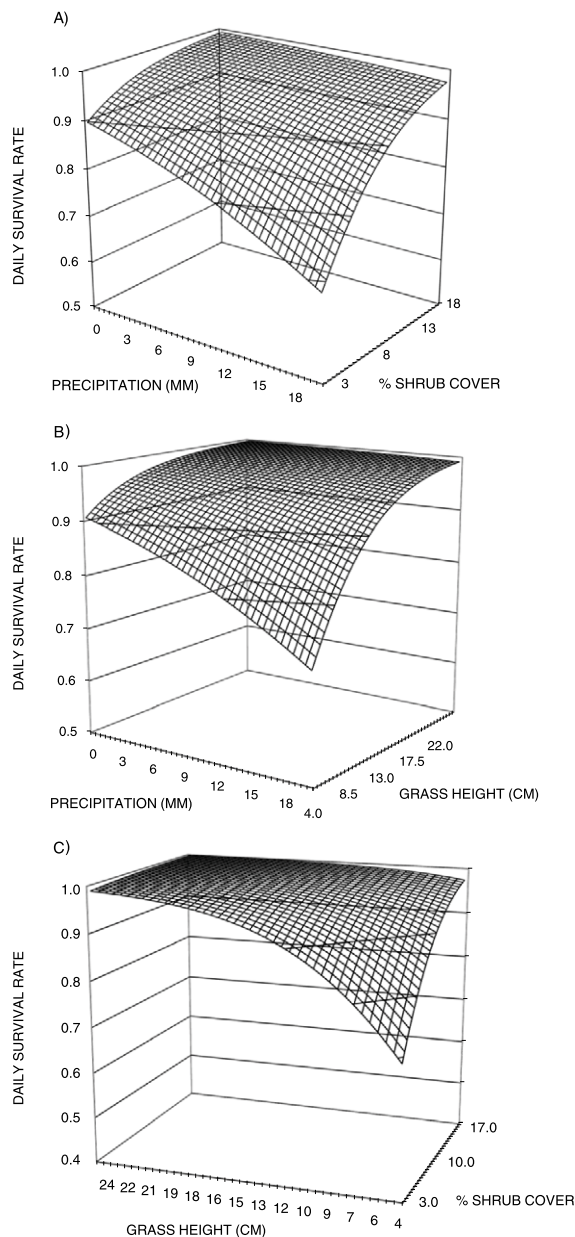 A)
DAILY SURVIVAL RATE
1.0
0.9
0.8
0.7
0.6
0.5
0 3 6 9 12 15 18
PRECIPITATION (MM)
3 8 13 18
% SHRUB COVER
B)
DAILY SURVIVAL RATE
1.0
0.9
0.8
0.7
0.6
0.5
0 3 6 9 12 15 18
PRECIPITATION (MM)
4.0 8.5 13.0 17.5 22.0
GRASS HEIGHT (CM)
C)
DAILY SURVIVAL RATE
1.0
0.9
0.8
0.7
0.6
0.5
0.4
24 22 21 19 18 16 15 13 12 10 9 7 6 4
GRASS HEIGHT (CM)
3.0 10.0 17.0
% SHRUB COVER